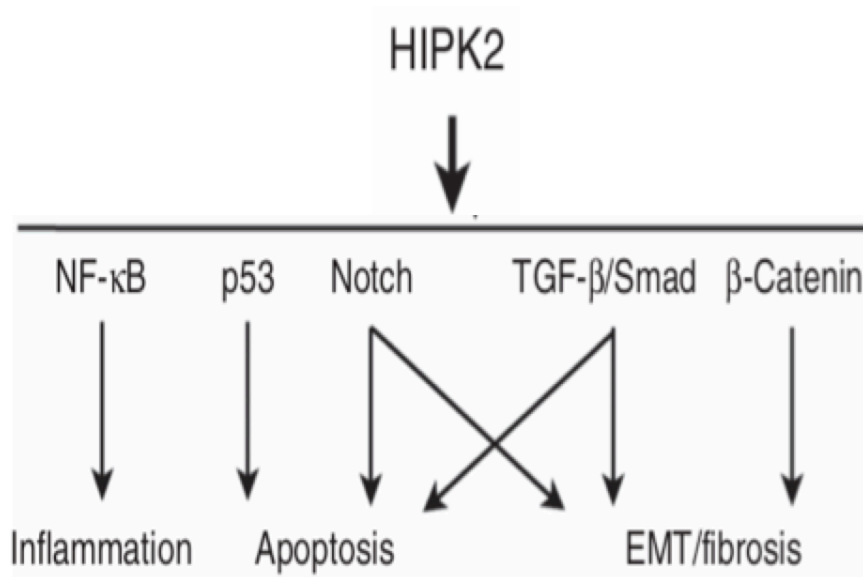 HIPK2
NF-κB p53 Notch TGF-β/Smad β-Catenin
Inflammation Apoptosis EMT/fibrosis